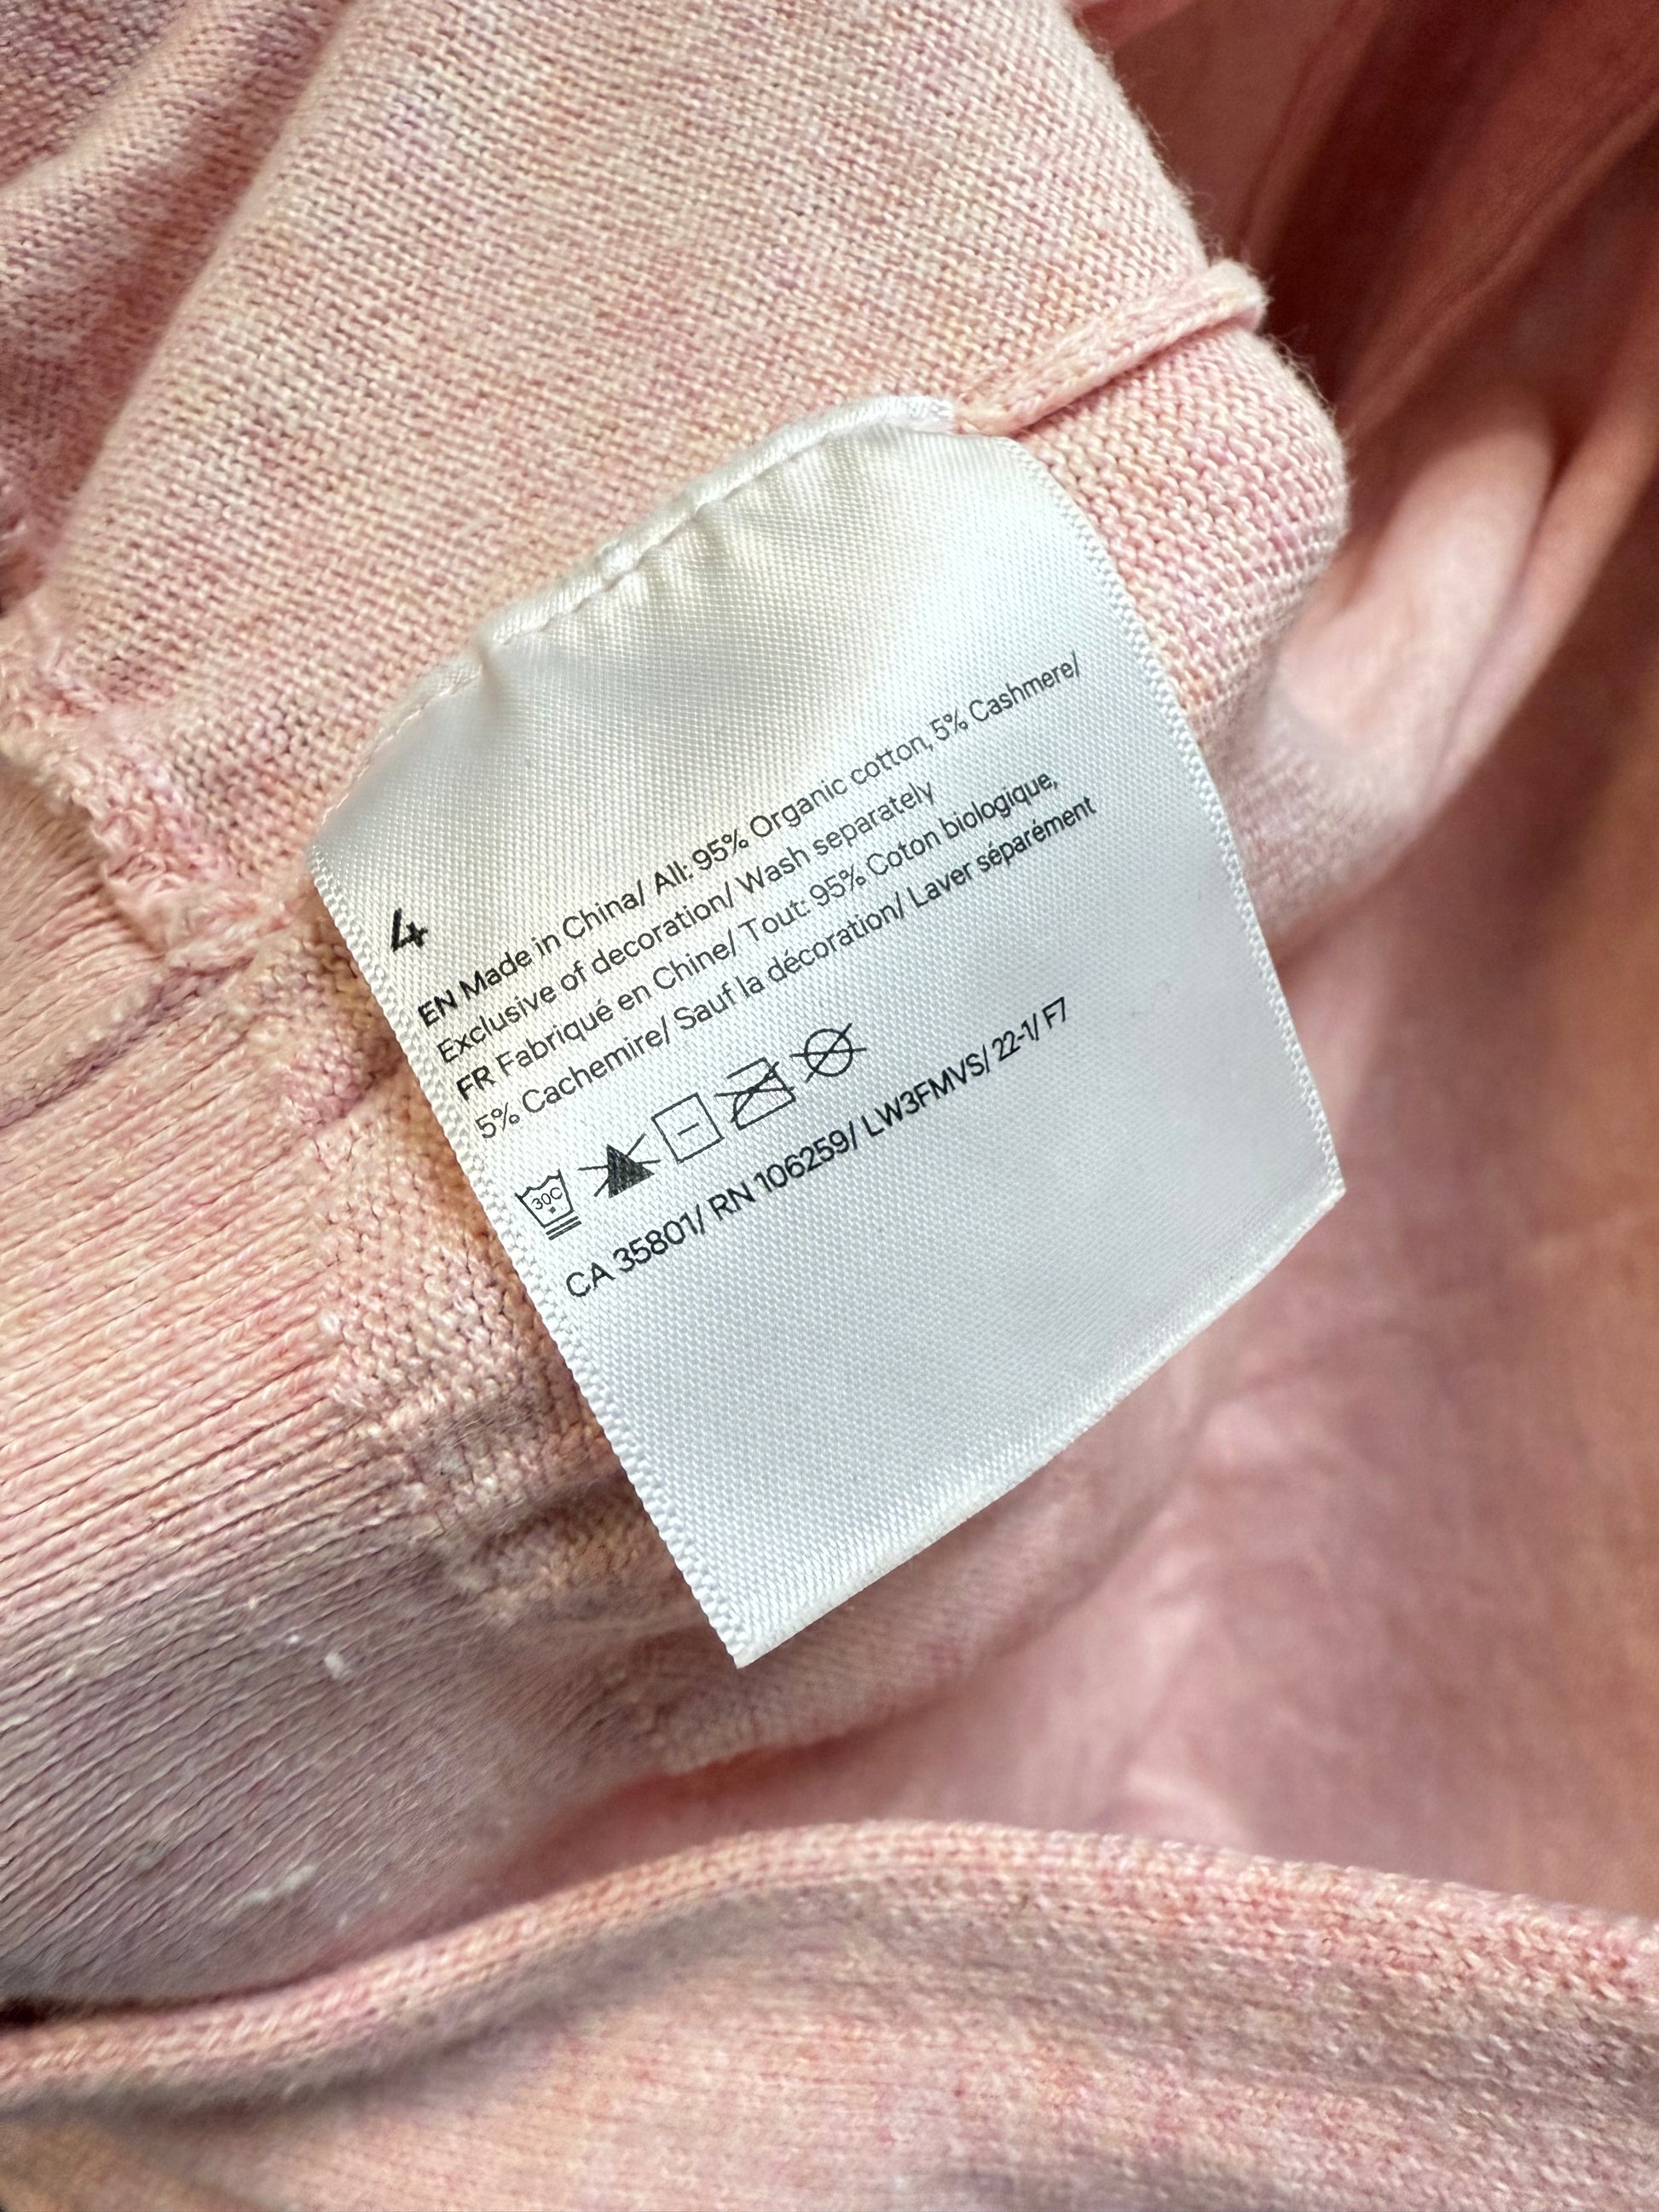 4
EN Made in China/ All: 95% Organic cotton, 5% Cashmere/
Exclusive of decoration/ Wash separately
FR Fabriqué en Chine/ Tout: 95% Coton biologique,
5% Cachemire/ Sauf la décoration/ Laver séparément
30C
CA 35801/ RN 106259/ LW3FMVS/ 22-1/ F7